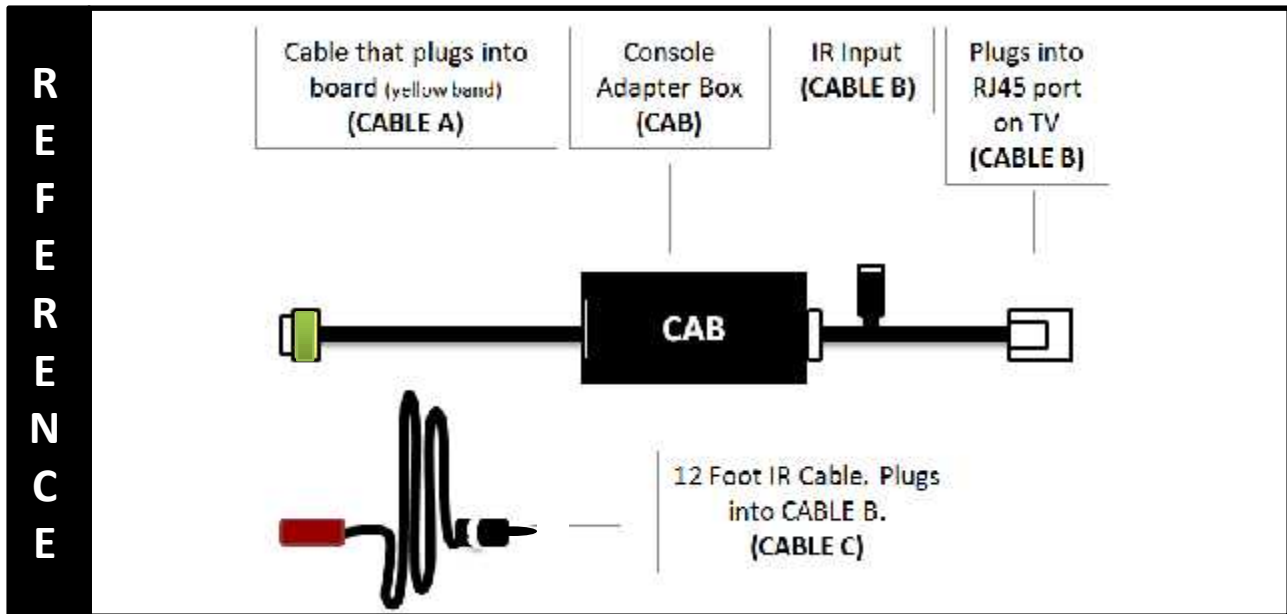 REFERENCE
Cable that plugs into
board (yellow band)
(CABLE A)
Console
Adapter Box
(CAB)
IR Input
(CABLE B)
Plugs into
RJ45 port
on TV
(CABLE B)
CAB
12 Foot IR Cable. Plugs
into CABLE B.
(CABLE C)